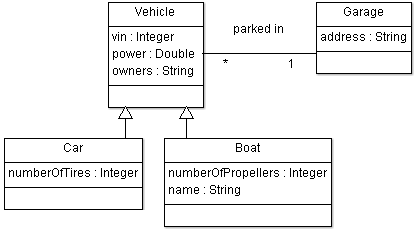 Vehicle
vin : Integer
power : Double
owners : String
parked in
*
1
Garage
address : String
Car
numberOfTires : Integer
Boat
numberOfPropellers : Integer
name : String